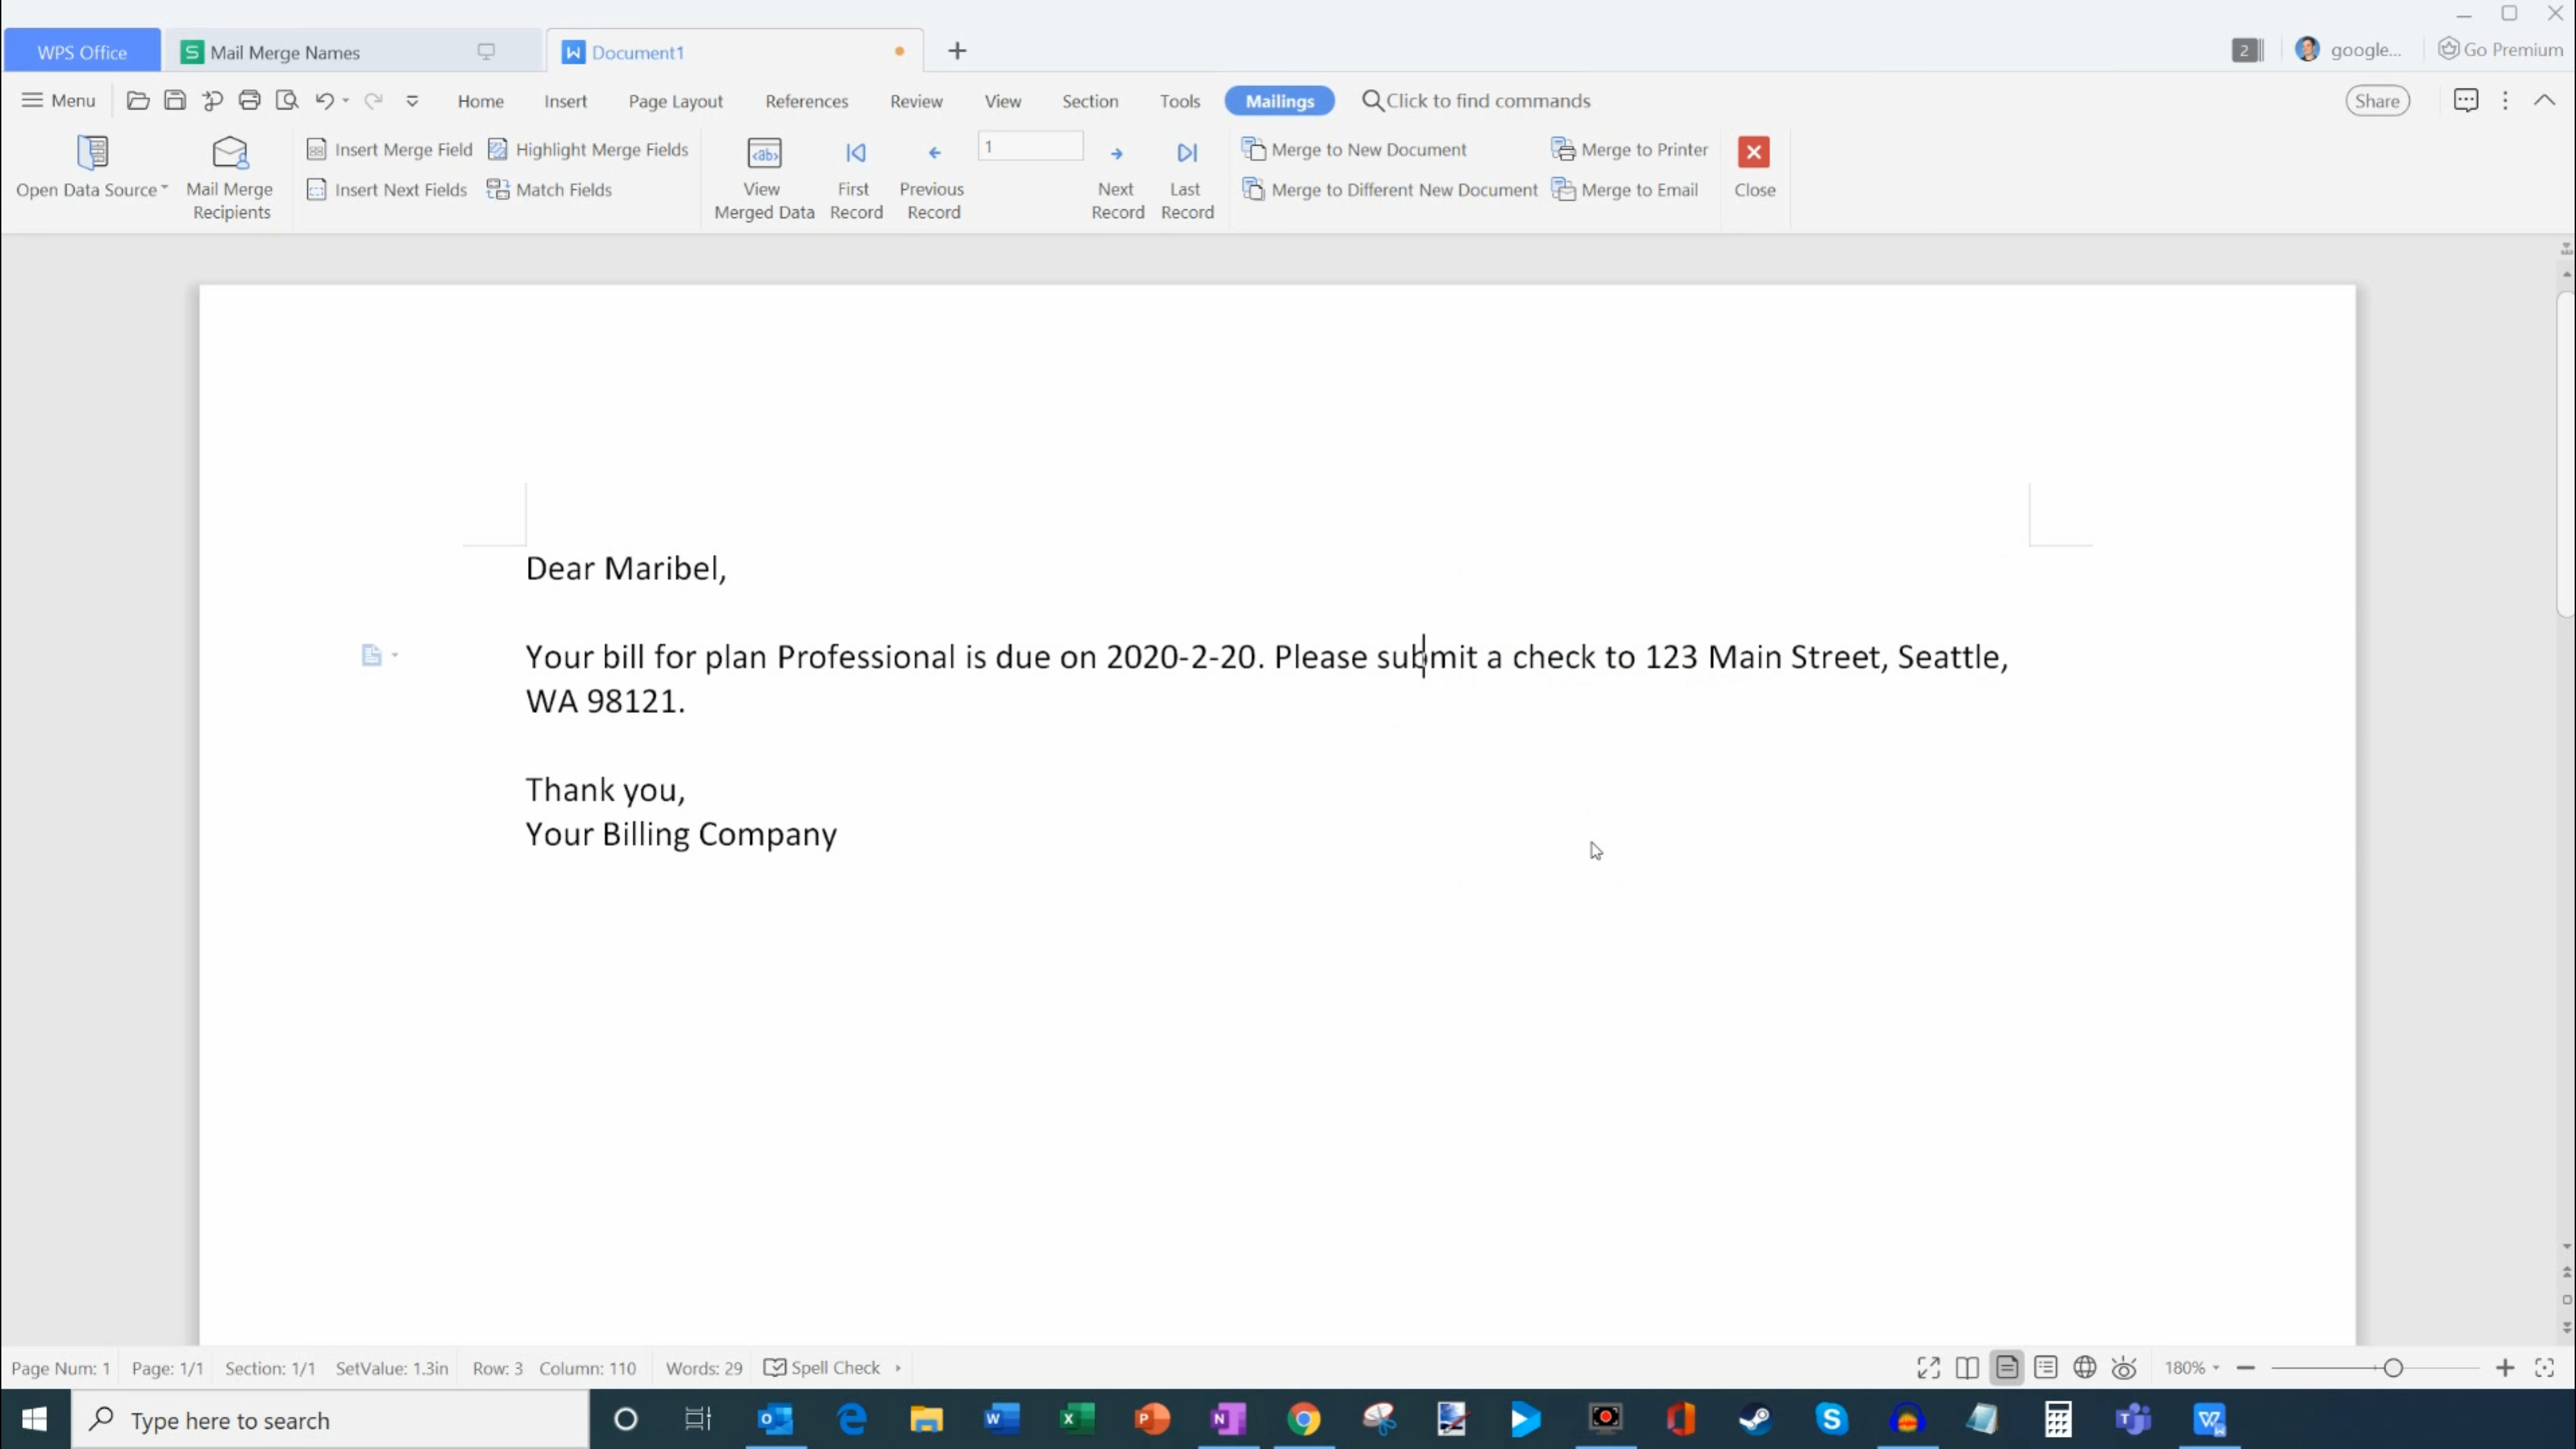 WPS Office
Mail Merge Names
Document1
2
google...
Go Premium
Menu
Home
Insert
Page Layout
References
Review
View
Section
Tools
Mailings
Click to find commands
Share
Open Data Source
Mail Merge Recipients
Insert Merge Field
Highlight Merge Fields
Insert Next Fields
Match Fields
View Merged Data
First Record
Previous Record
1
Next Record
Last Record
Merge to New Document
Merge to Different New Document
Merge to Printer
Merge to Email
Close
Dear Maribel,
Your bill for plan Professional is due on 2020-2-20. Please submit a check to 123 Main Street, Seattle,
WA 98121.
Thank you,
Your Billing Company
Page Num: 1
Page: 1/1
Section: 1/1
SetValue: 1.3in
Row: 3
Column: 110
Words: 29
Spell Check
180%
Type here to search